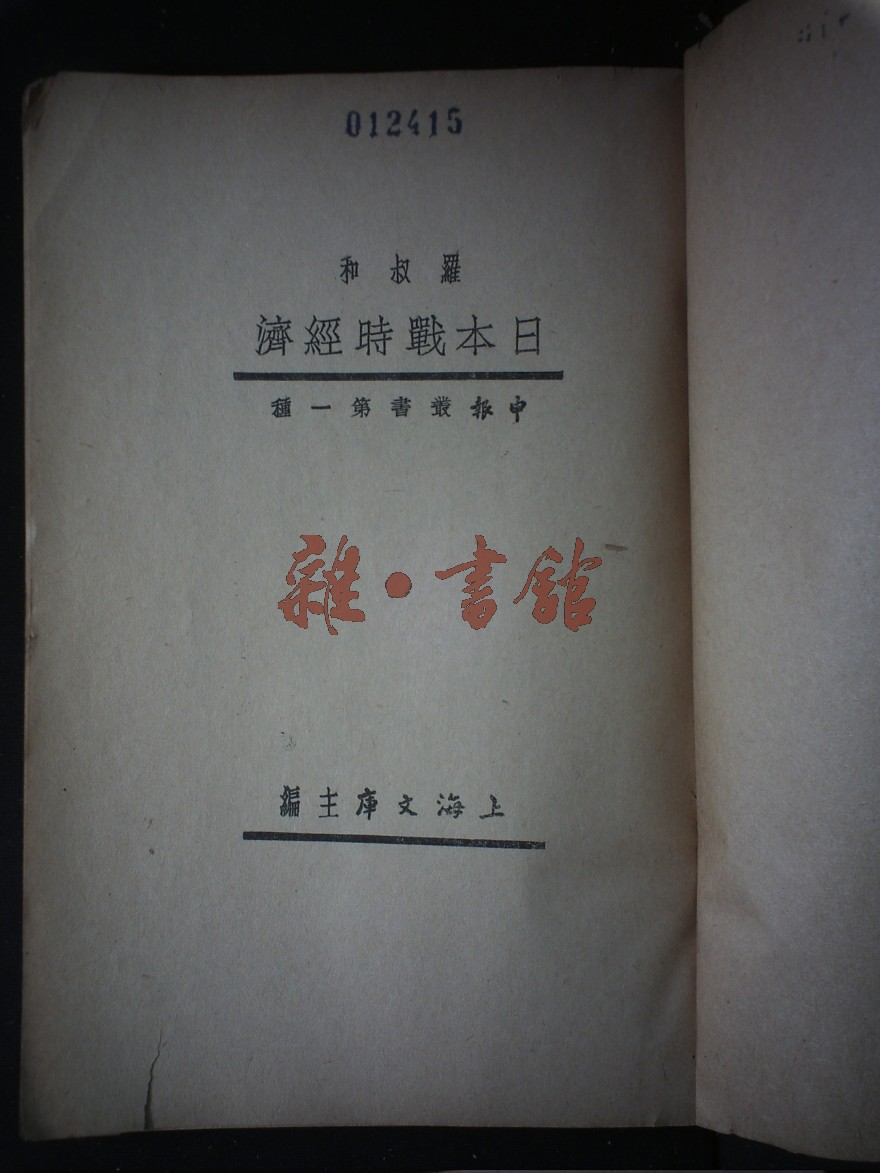 012415
羅叔和
日本戰時經濟
申報叢書第一種
雜·書館
上海文庫主編